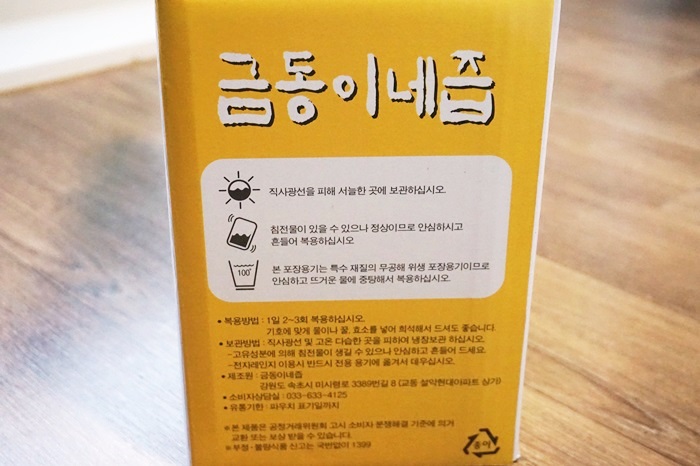 금동이네즙
직사광선을 피해 서늘한 곳에 보관하십시오.
침전물이 있을 수 있으나 정상이므로 안심하시고
흔들어 복용하십시오
100°
본 포장용기는 특수 재질의 무공해 위생 포장용기이므로
안심하고 뜨거운 물에 중탕해서 복용하십시오.
• 복용방법 : 1일 2~3회 복용하십시오.
기호에 맞게 물이나 꿀, 효소를 넣어 희석해서 드셔도 좋습니다.
• 보관방법 : 직사광선 및 고온 다습한 곳을 피하여 냉장보관 하십시오.
-고유성분에 의해 침전물이 생길 수 있으나 안심하고 흔들어 드세요.
-전자레인지 이용시 반드시 전용 용기에 옮겨서 데우십시오.
• 제조원 : 금동이네즙
강원도 속초시 미시령로 3389번길 8 (교동 설악현대아파트 상가)
• 소비자상담실 : 033-633-4125
• 유통기한 : 파우치 표기일까지
※본 제품은 공정거래위원회 고시 소비자 분쟁해결 기준에 의거
교환 또는 보상 받을 수 있습니다.
※부정·불량식품 신고는 국번없이 1399
종이